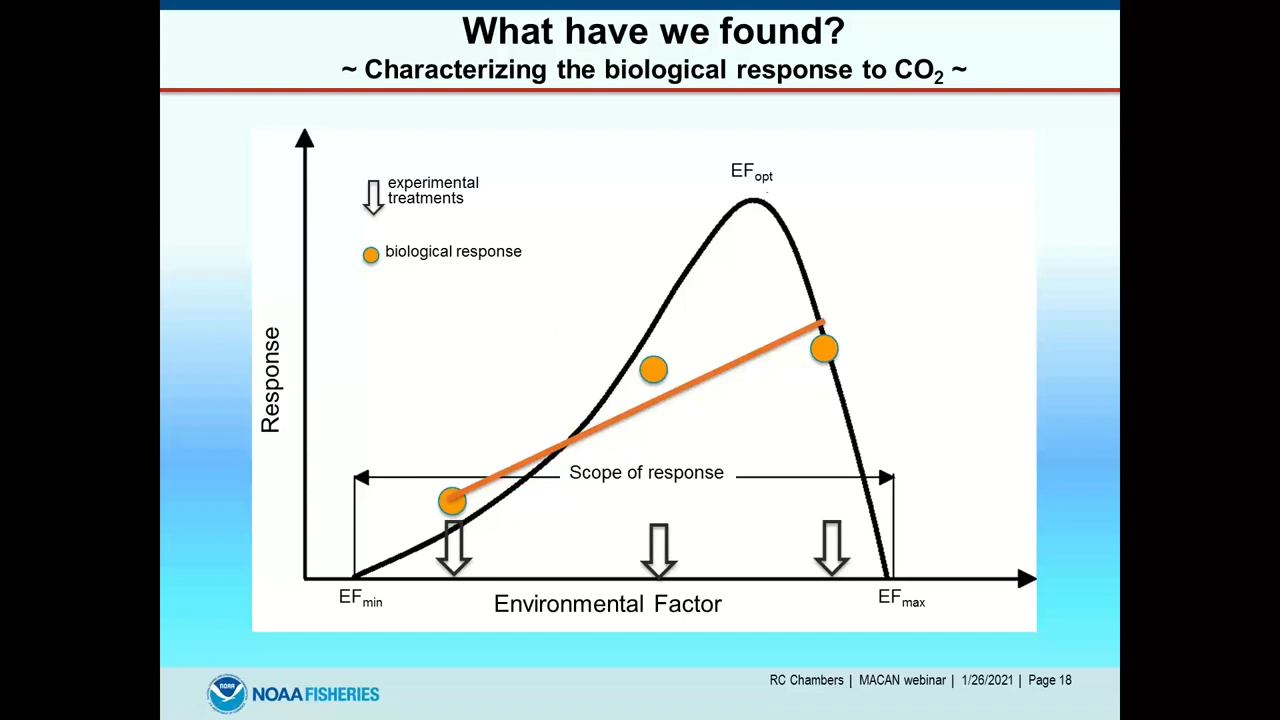 What have we found?
~ Characterizing the biological response to CO₂ ~
experimental
treatments
biological response
EFopt
Response
Scope of response
EFmin
Environmental Factor
EFmax
NOAA
NOAA FISHERIES
RC Chambers | MACAN webinar | 1/26/2021 | Page 18